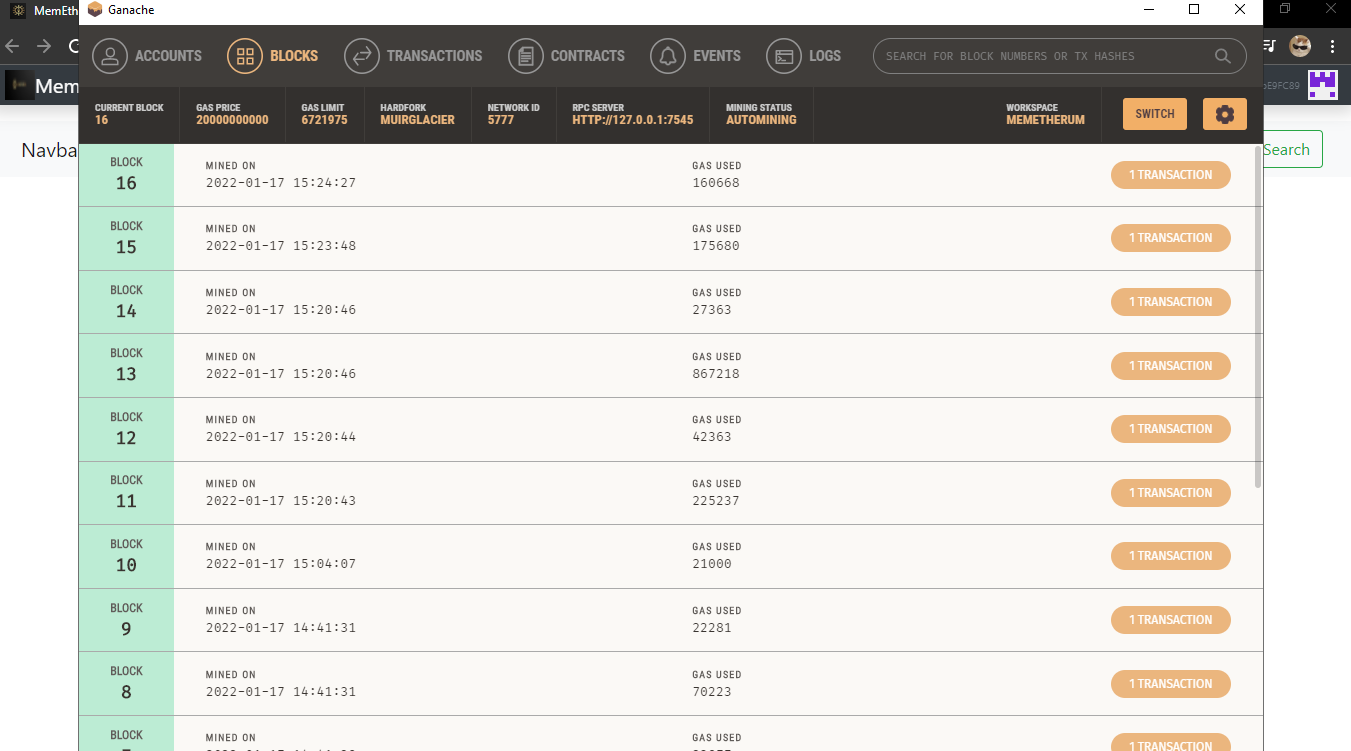 MemEth
Ganache
ACCOUNTS BLOCKS TRANSACTIONS CONTRACTS EVENTS LOGS SEARCH FOR BLOCK NUMBERS OR TX HASHES
Mem
CURRENT BLOCK GAS PRICE GAS LIMIT HARDFORK NETWORK ID RPC SERVER MINING STATUS WORKSPACE
16 20000000000 6721975 MUIRGLACIER 5777 HTTP://127.0.0.1:7545 AUTOMINING MEMETHERUM SWITCH
Navba Search
BLOCK MINED ON GAS USED
16 2022-01-17 15:24:27 160668 1 TRANSACTION
BLOCK MINED ON GAS USED
15 2022-01-17 15:23:48 175680 1 TRANSACTION
BLOCK MINED ON GAS USED
14 2022-01-17 15:20:46 27363 1 TRANSACTION
BLOCK MINED ON GAS USED
13 2022-01-17 15:20:46 867218 1 TRANSACTION
BLOCK MINED ON GAS USED
12 2022-01-17 15:20:44 42363 1 TRANSACTION
BLOCK MINED ON GAS USED
11 2022-01-17 15:20:43 225237 1 TRANSACTION
BLOCK MINED ON GAS USED
10 2022-01-17 15:04:07 21000 1 TRANSACTION
BLOCK MINED ON GAS USED
9 2022-01-17 14:41:31 22281 1 TRANSACTION
BLOCK MINED ON GAS USED
8 2022-01-17 14:41:31 70223 1 TRANSACTION
BLOCK MINED ON GAS USED
1 TRANSACTION